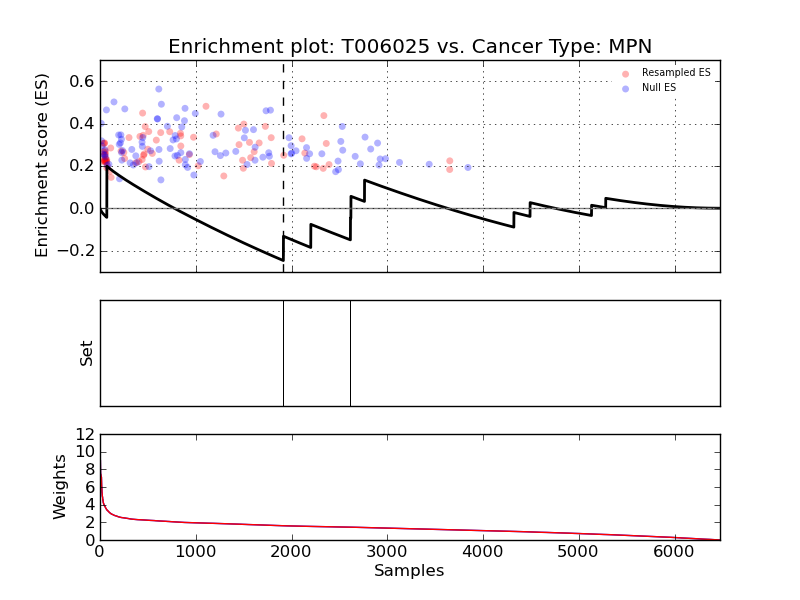 Enrichment plot: T006025 vs. Cancer Type: MPN
Enrichment score (ES)
0.6
0.4
0.2
0.0
−0.2
Resampled ES
Null ES
Set
Weights
12
10
8
6
4
2
0
0 1000 2000 3000 4000 5000 6000
Samples